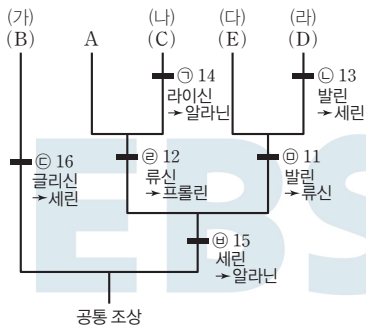 (가) (나) (다) (라)
(B) A (C) (E) (D)
㉠ 14
라이신
→ 알라닌
㉡ 13
발린
→ 세린
㉢ 16
글리신
→ 세린
㉣ 12
류신
→ 프롤린
㉤ 11
발린
→ 류신
㉥ 15
세린
→ 알라닌
공통 조상
EBS